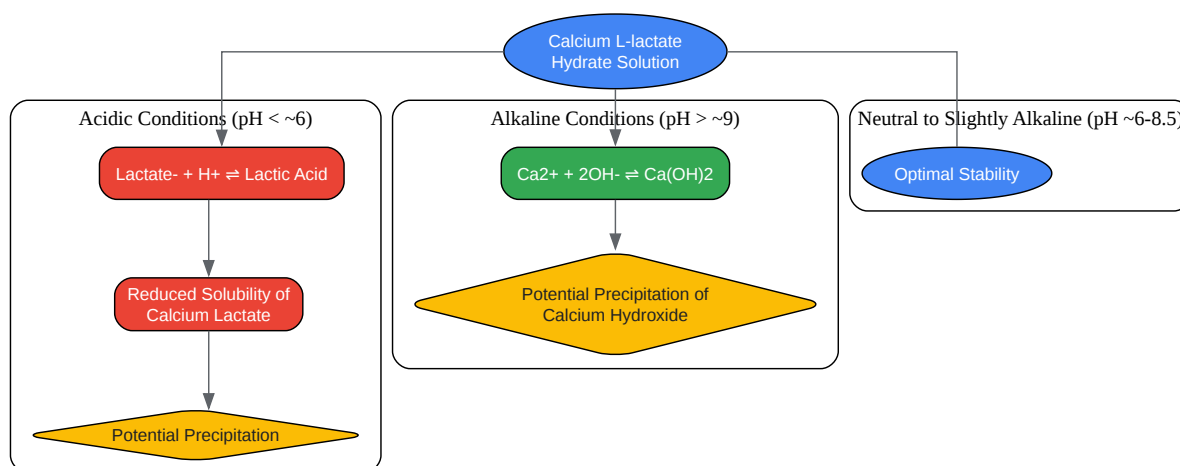 Calcium L-lactate
Hydrate Solution
Acidic Conditions (pH < ~6)
Lactate- + H+ ⇌ Lactic Acid
Reduced Solubility of
Calcium Lactate
Potential Precipitation
Alkaline Conditions (pH > ~9)
Ca2+ + 2OH- ⇌ Ca(OH)2
Potential Precipitation of
Calcium Hydroxide
Neutral to Slightly Alkaline (pH ~6-8.5)
Optimal Stability